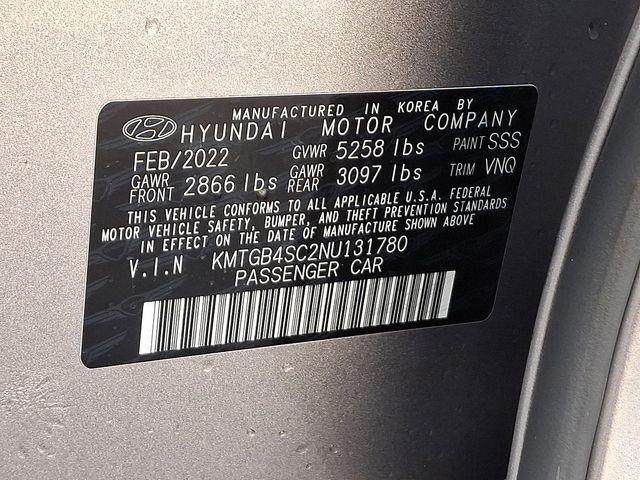 MANUFACTURED IN KOREA BY
HYUNDAI MOTOR COMPANY
FEB/2022 GVWR 5258 lbs PAINT SSS
GAWR FRONT 2866 lbs GAWR REAR 3097 lbs TRIM VNQ
THIS VEHICLE CONFORMS TO ALL APPLICABLE U.S.A. FEDERAL
MOTOR VEHICLE SAFETY, BUMPER, AND THEFT PREVENTION STANDARDS
IN EFFECT ON THE DATE OF MANUFACTURE SHOWN ABOVE
V.I.N KMTGB4SC2NU131780
PASSENGER CAR